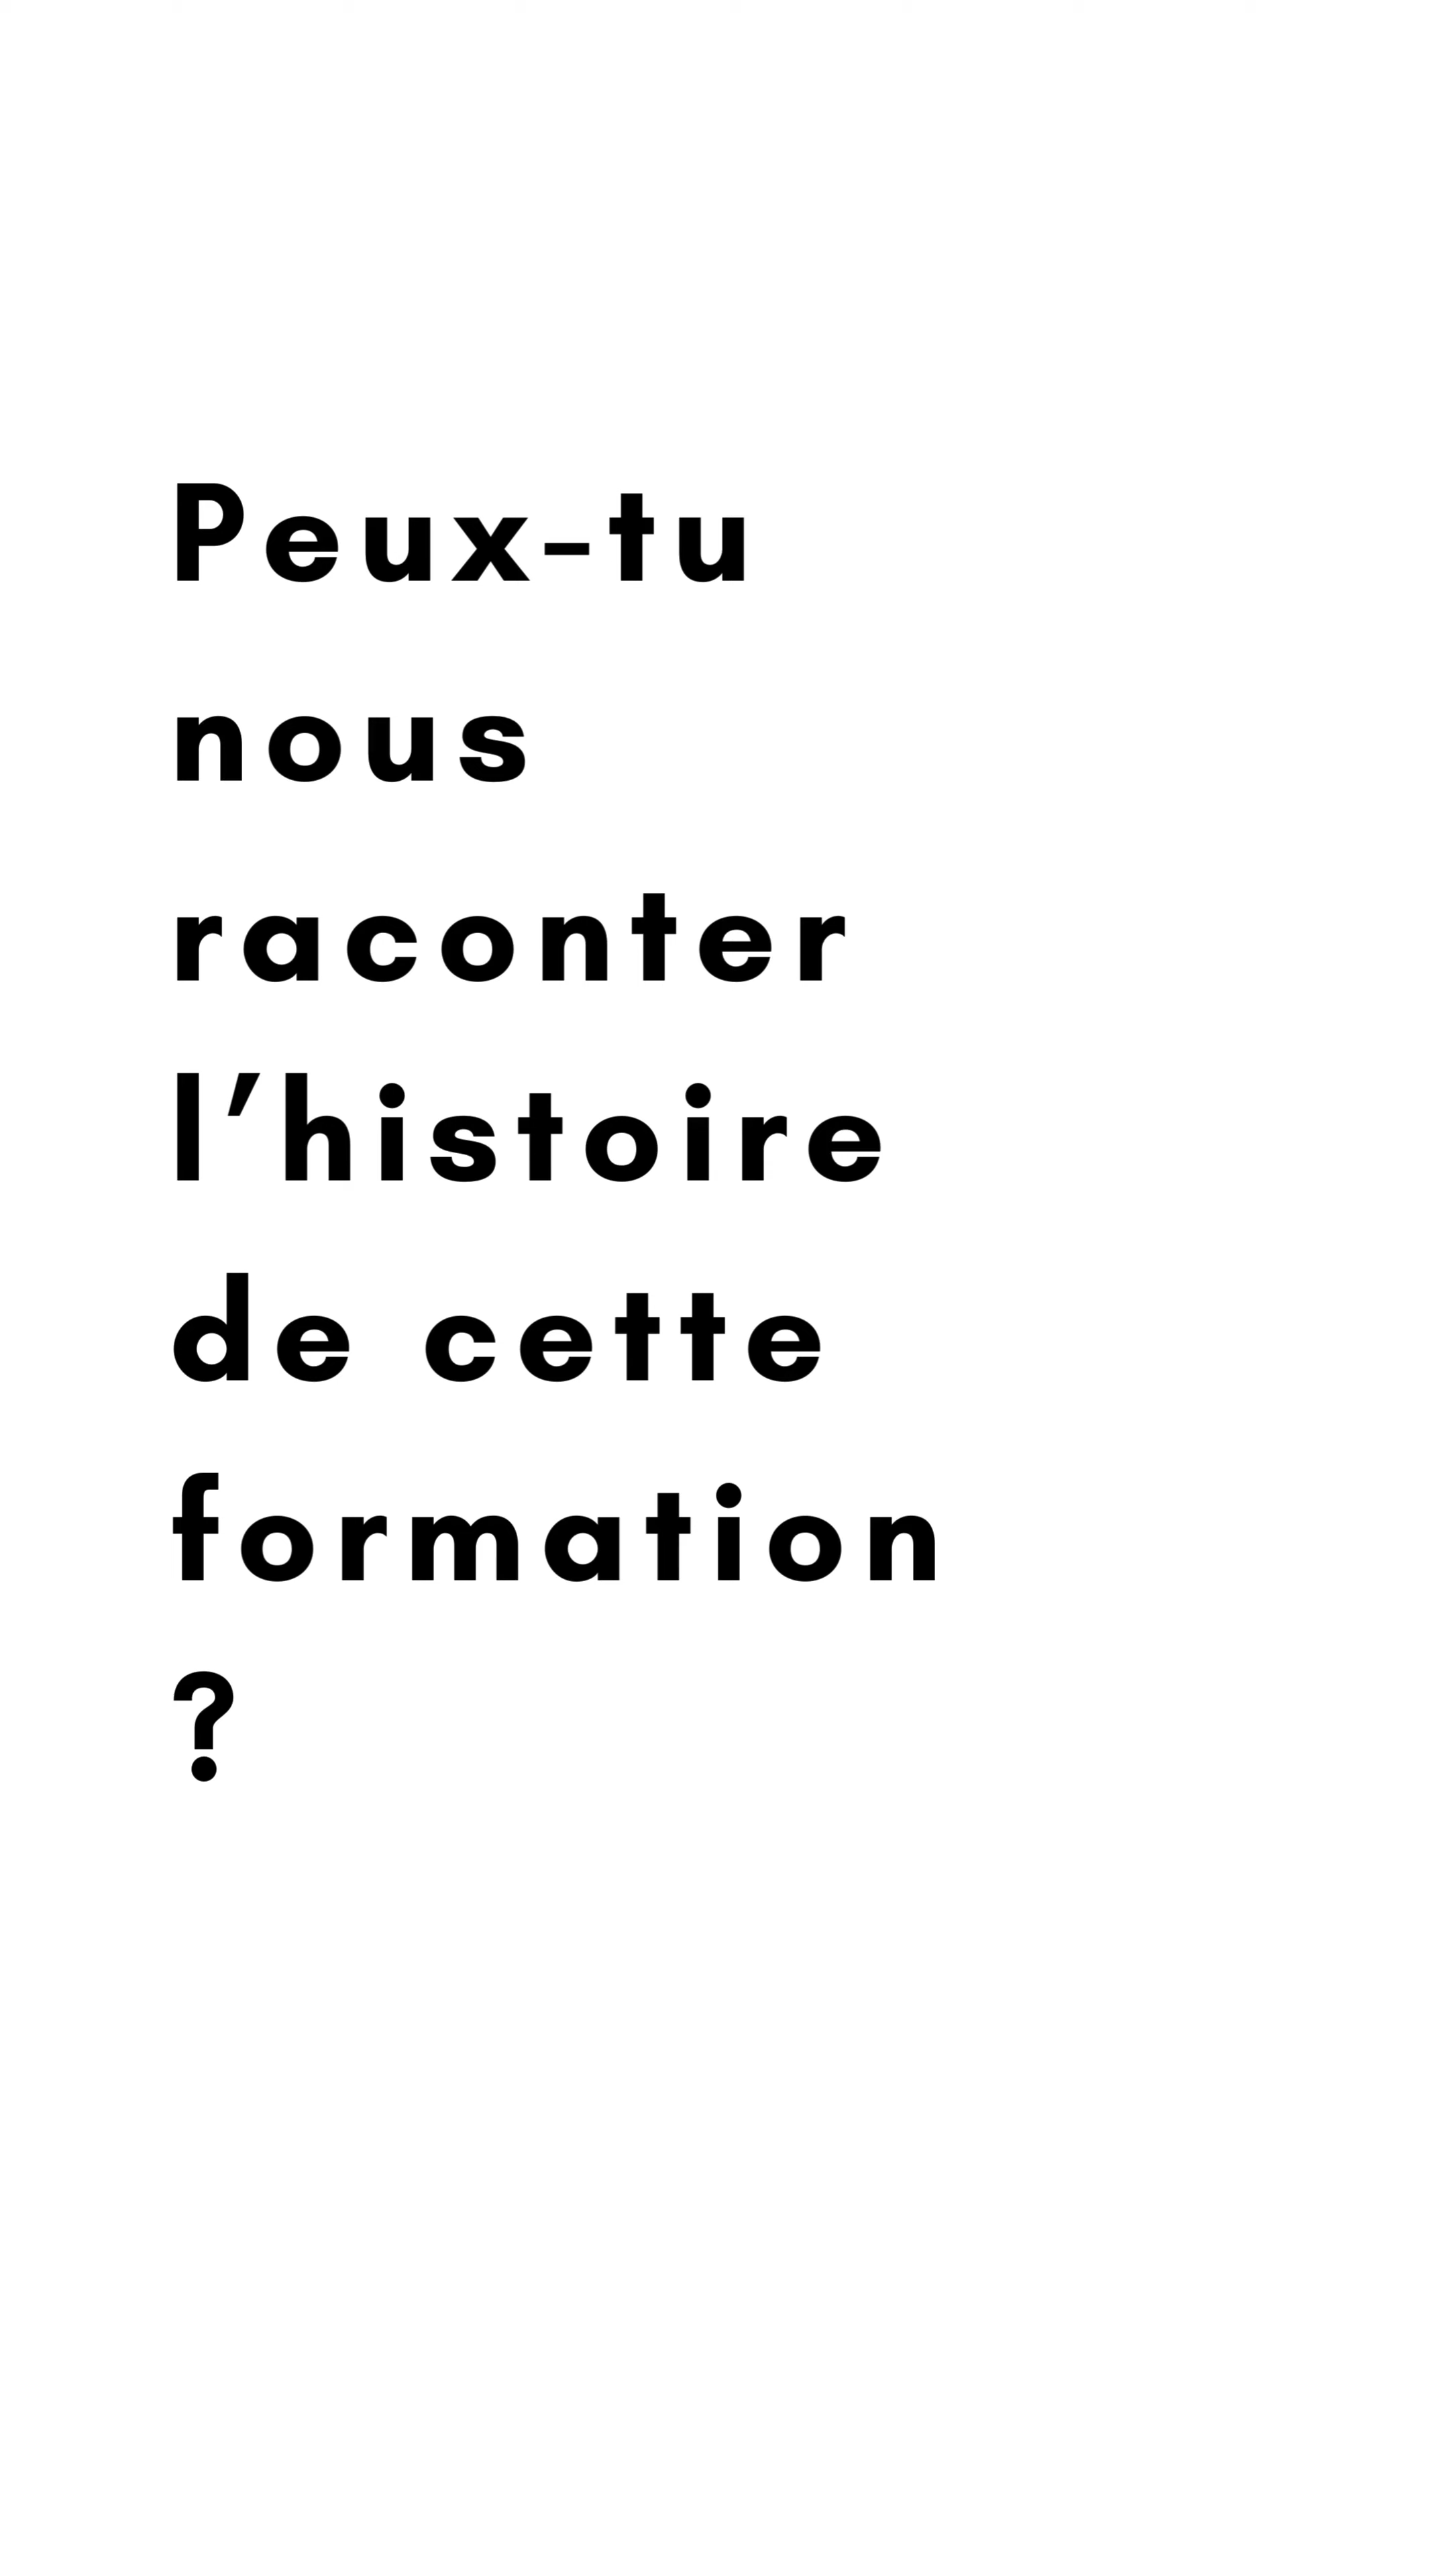 Peux-tu
nous
raconter
l’histoire
de cette
formation
?